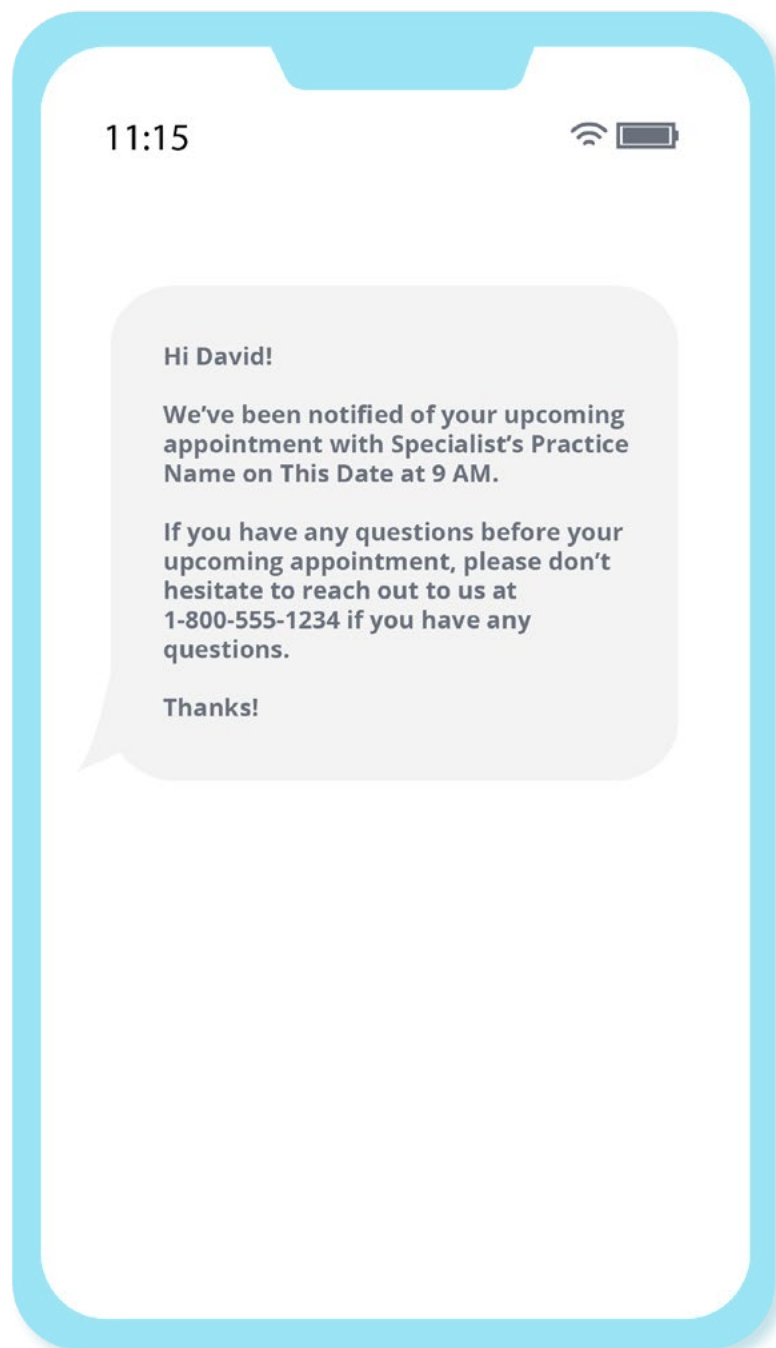 11:15
Hi David!
We’ve been notified of your upcoming
appointment with Specialist’s Practice
Name on This Date at 9 AM.
If you have any questions before your
upcoming appointment, please don’t
hesitate to reach out to us at
1-800-555-1234 if you have any
questions.
Thanks!